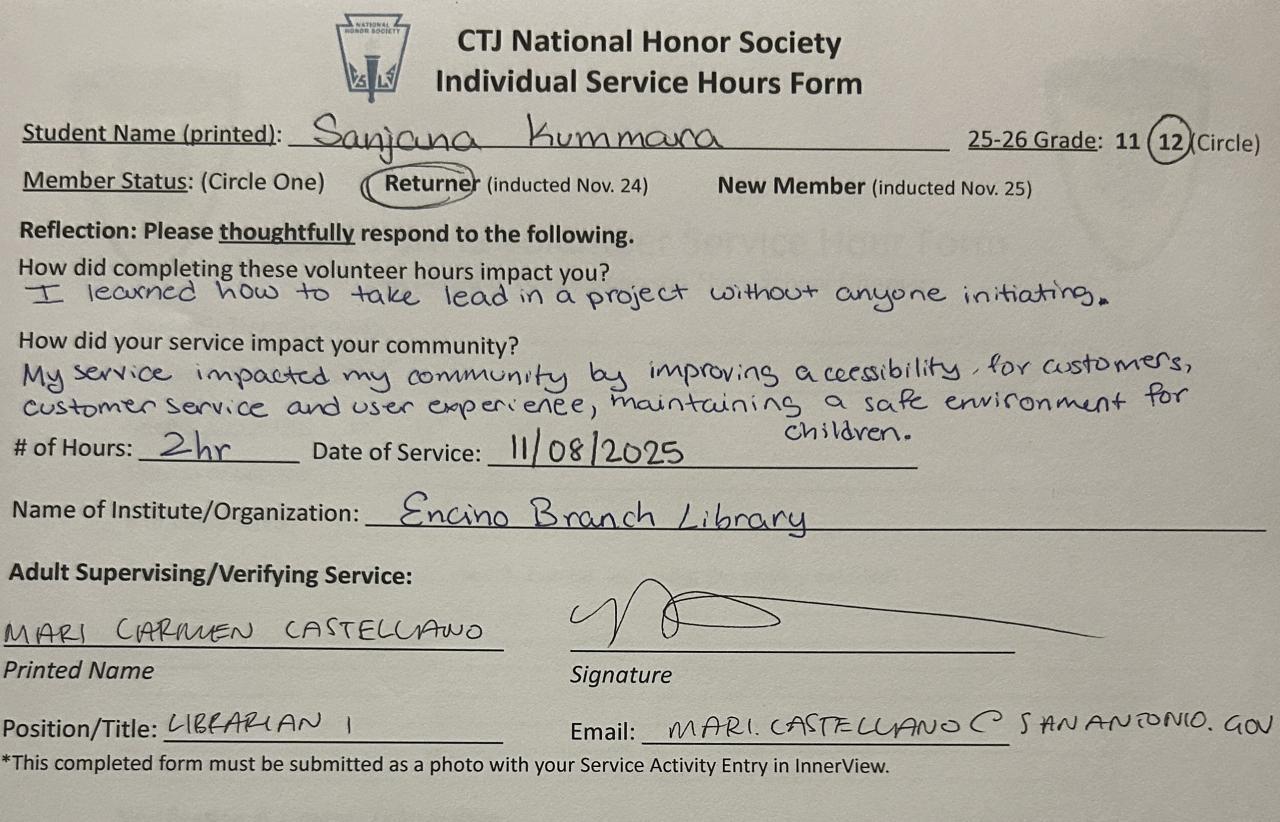 NATIONAL
HONOR SOCIETY
CTJ National Honor Society
Individual Service Hours Form
Student Name (printed): Sanjana Kummara 25-26 Grade: 11 12 (Circle)
Member Status: (Circle One) Returner (inducted Nov. 24) New Member (inducted Nov. 25)
Reflection: Please thoughtfully respond to the following.
How did completing these volunteer hours impact you?
I learned how to take lead in a project without anyone initiating.
How did your service impact your community?
My service impacted my community by improving accessibility for customers,
customer service and user experience, maintaining a safe environment for
children.
# of Hours: 2hr Date of Service: 11/08/2025
Name of Institute/Organization: Encino Branch Library
Adult Supervising/Verifying Service:
MARI CARMEN CASTELLANO
Printed Name Signature
Position/Title: LIBRARIAN I Email: MARI.CASTELLANO@SANANTONIO.GOV
*This completed form must be submitted as a photo with your Service Activity Entry in InnerView.